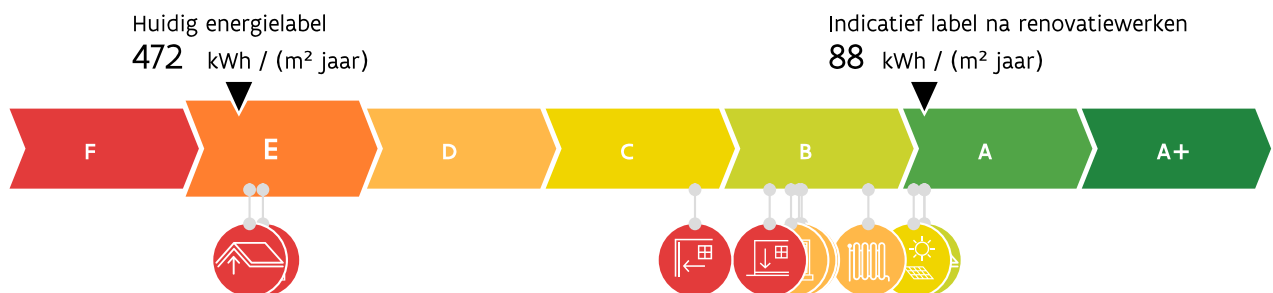 Huidig energielabel
472 kWh / (m² jaar)
Indicatief label na renovatiewerken
88 kWh / (m² jaar)
F E D C B A A+